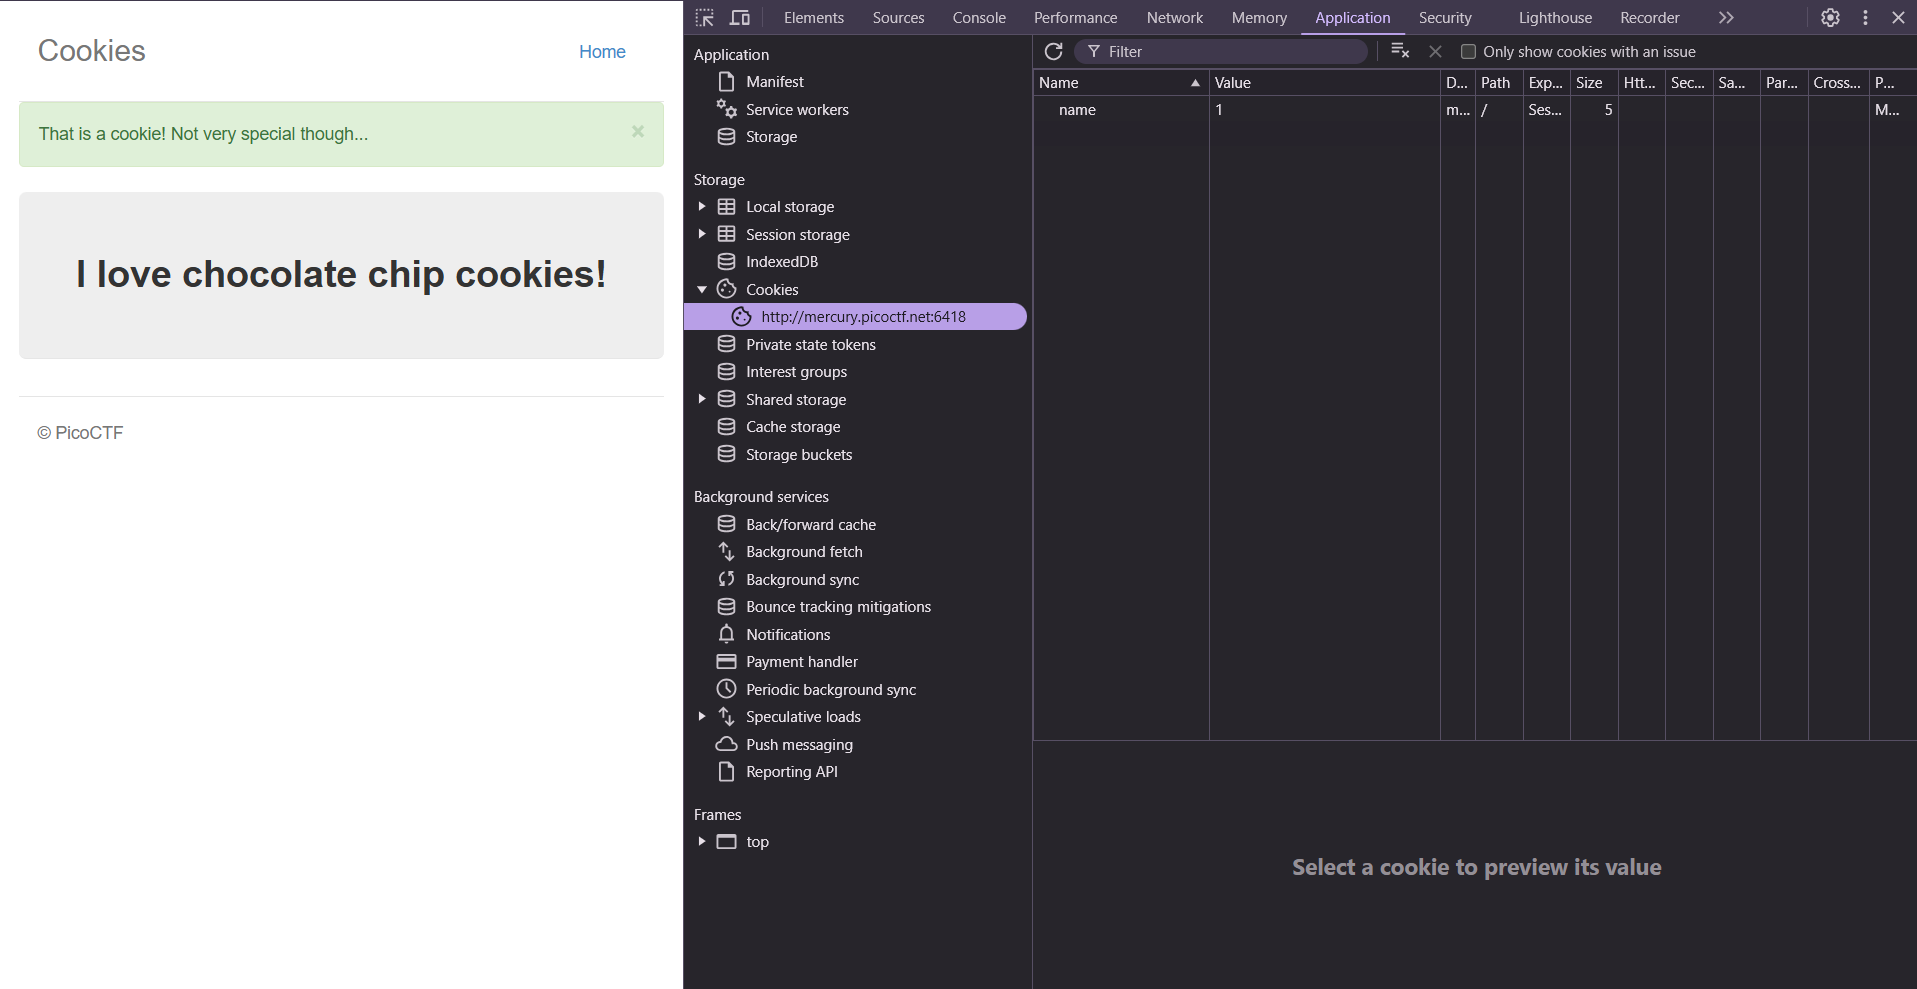 Cookies
Home
That is a cookie! Not very special though...
×
I love chocolate chip cookies!
© PicoCTF
Elements Sources Console Performance Network Memory Application Security Lighthouse Recorder
Application
Manifest
Service workers
Storage
Storage
Local storage
Session storage
IndexedDB
Cookies
http://mercury.picoctf.net:6418
Private state tokens
Interest groups
Shared storage
Cache storage
Storage buckets
Background services
Back/forward cache
Background fetch
Background sync
Bounce tracking mitigations
Notifications
Payment handler
Periodic background sync
Speculative loads
Push messaging
Reporting API
Frames
top
Filter Only show cookies with an issue
Name Value D... Path Exp... Size Htt... Sec... Sa... Par... Cross... P...
name 1 m... / Ses... 5 M...
Select a cookie to preview its value